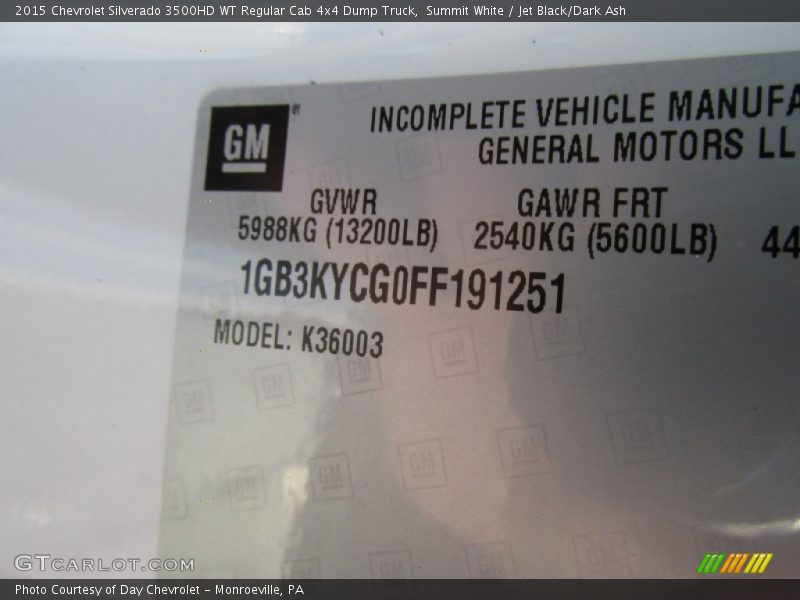 2015 Chevrolet Silverado 3500HD WT Regular Cab 4x4 Dump Truck, Summit White / Jet Black/Dark Ash
GM®
INCOMPLETE VEHICLE MANUFA
GENERAL MOTORS LL
GVWR GAWR FRT
5988KG (13200LB) 2540KG (5600LB) 44
1GB3KYCG0FF191251
MODEL: K36003
GTCARLOT.COM
Photo Courtesy of Day Chevrolet - Monroeville, PA